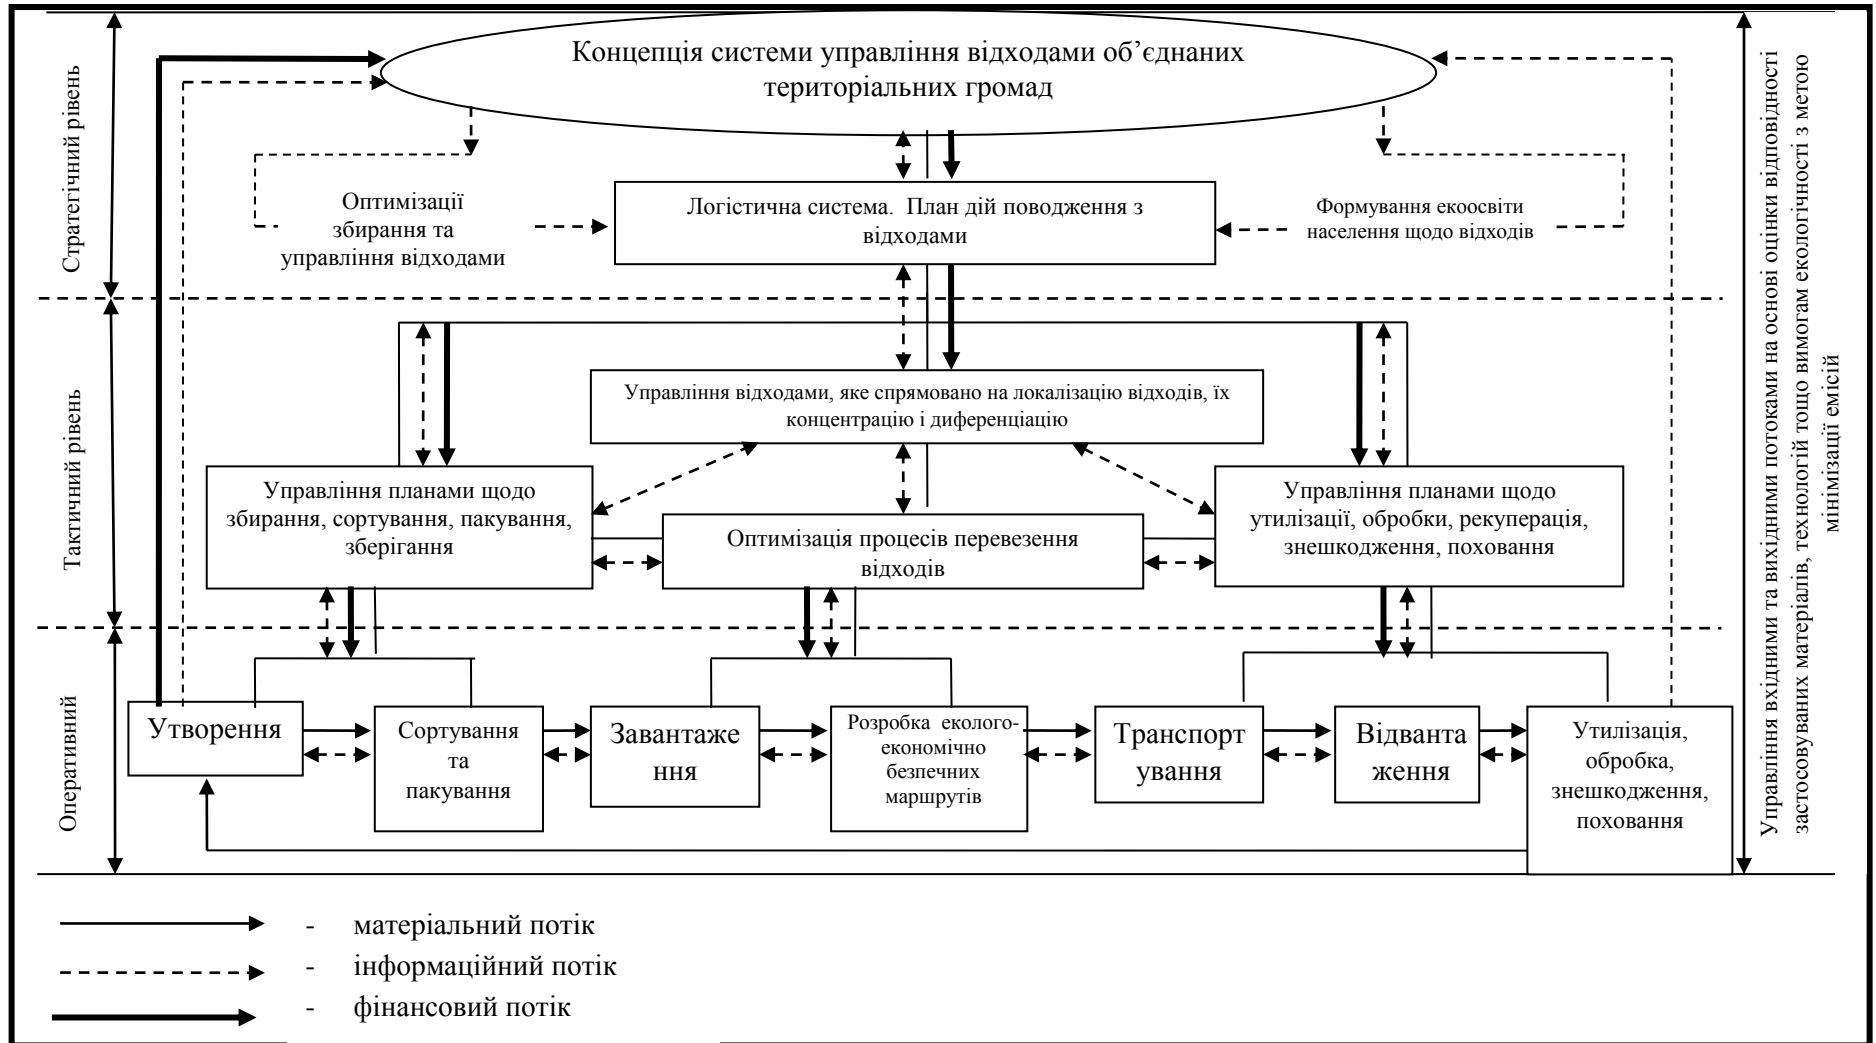 Концепція системи управління відходами об’єднаних
територіальних громад
Стратегічний рівень
Оптимізації
збирання та
управління відходами
Логістична система. План дій поводження з
відходами
Формування екоосвіти
населення щодо відходів
Тактичний рівень
Управління відходами, яке спрямовано на локалізацію відходів, їх
концентрацію і диференціацію
Управління планами щодо
збирання, сортування, пакування,
зберігання
Оптимізація процесів перевезення
відходів
Управління планами щодо
утилізації, обробки, рекуперація,
знешкодження, поховання
Оперативний
Утворення
Сортування
та
пакування
Завантаже
ння
Розробка еколого-
економічно
безпечних
маршрутів
Транспорт
ування
Відванта
ження
Утилізація,
обробка,
знешкодження,
поховання
Управління вхідними та вихідними потоками на основі оцінки відповідності
застосовуваних матеріалів, технологій тощо вимогам екологічності з метою
мінімізації емісій
- матеріальний потік
- інформаційний потік
- фінансовий потік